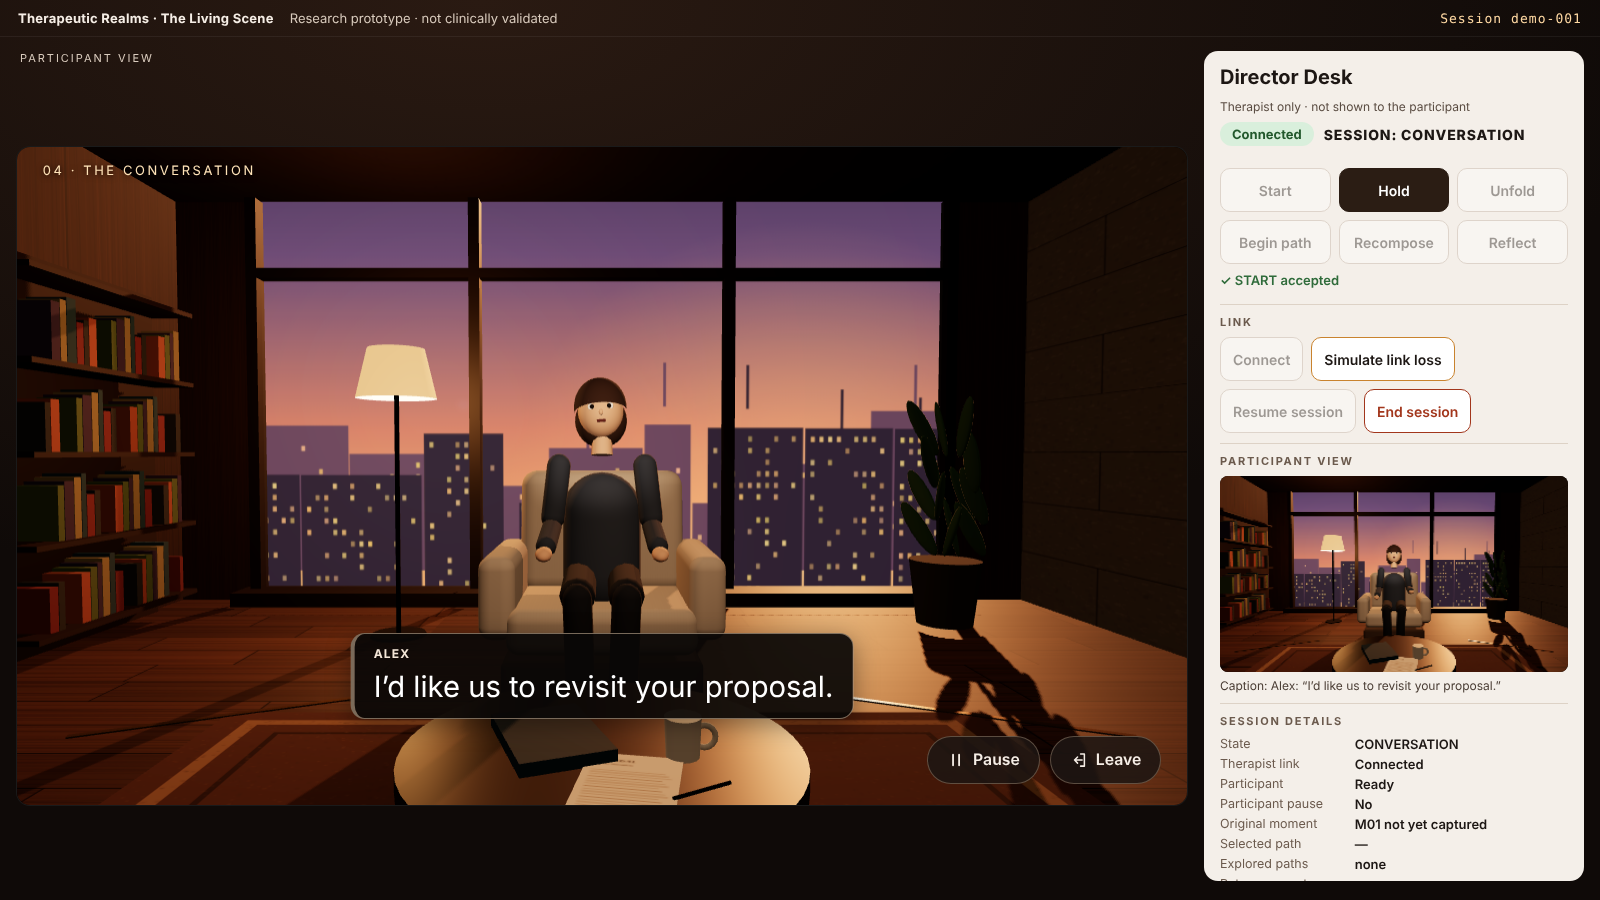 Therapeutic Realms · The Living Scene Research prototype · not clinically validated
Session demo-001
PARTICIPANT VIEW
04 · THE CONVERSATION
ALEX
I’d like us to revisit your proposal.
Pause
Leave
Director Desk
Therapist only · not shown to the participant
Connected SESSION: CONVERSATION
Start Hold Unfold
Begin path Recompose Reflect
✓ START accepted
LINK
Connect Simulate link loss
Resume session End session
PARTICIPANT VIEW
Caption: Alex: “I’d like us to revisit your proposal.”
SESSION DETAILS
State CONVERSATION
Therapist link Connected
Participant Ready
Participant pause No
Original moment M01 not yet captured
Selected path —
Explored paths none